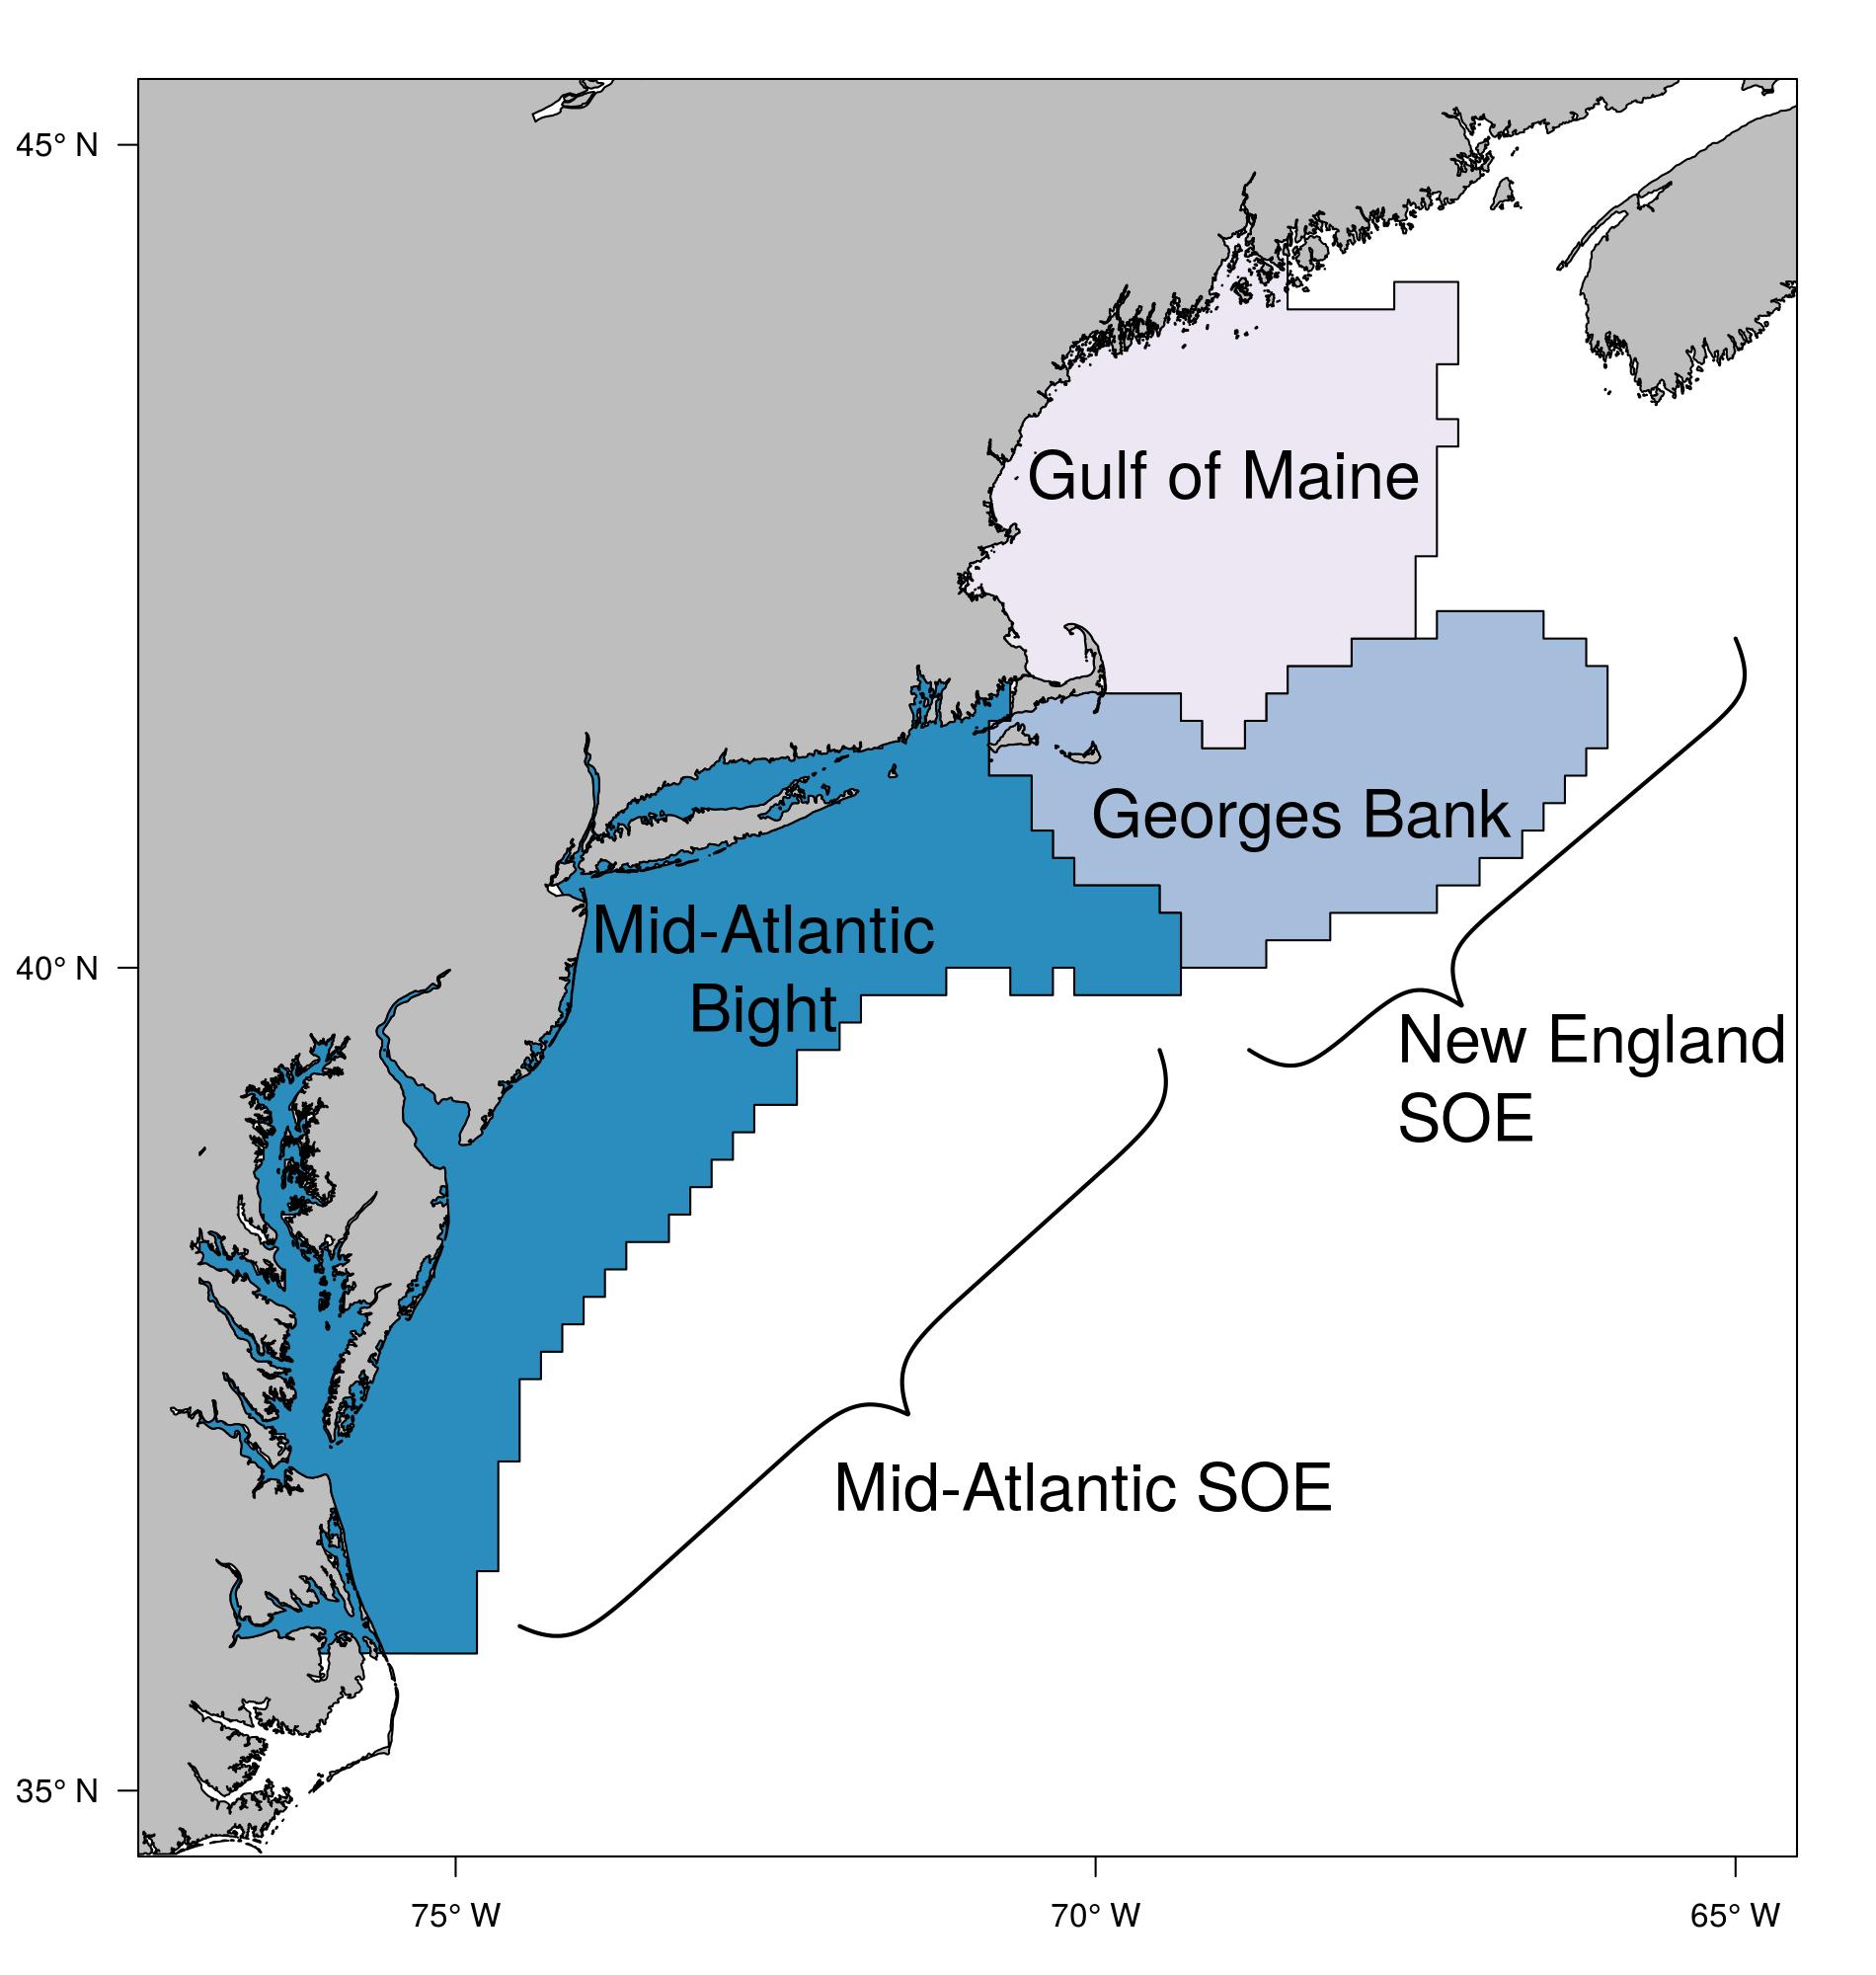 45° N
Gulf of Maine
Georges Bank
Mid-Atlantic
Bight
40° N
New England
SOE
Mid-Atlantic SOE
35° N
75° W
70° W
65° W